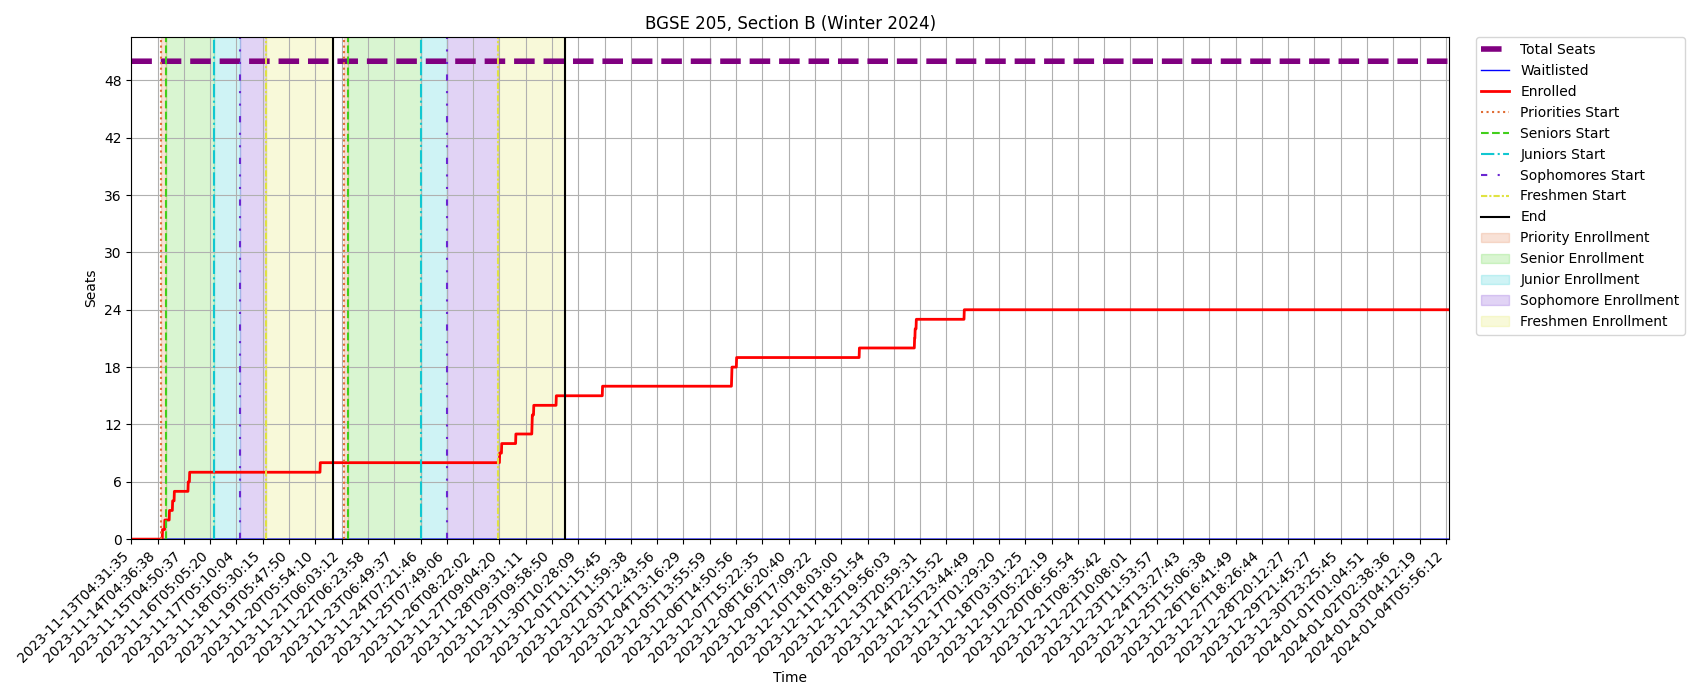 BGSE 205, Section B (Winter 2024)
Seats
48
42
36
30
24
18
12
6
0
2023-11-13T04:31:35
2023-11-14T04:36:38
2023-11-15T04:50:37
2023-11-16T05:05:20
2023-11-17T05:10:04
2023-11-18T05:30:15
2023-11-19T05:47:50
2023-11-20T05:54:10
2023-11-21T06:03:12
2023-11-22T06:23:58
2023-11-23T06:49:37
2023-11-24T07:21:46
2023-11-25T07:49:06
2023-11-26T08:22:02
2023-11-27T09:04:20
2023-11-28T09:31:11
2023-11-29T09:58:50
2023-11-30T10:28:09
2023-12-01T11:15:45
2023-12-02T11:59:38
2023-12-03T12:43:56
2023-12-04T13:16:29
2023-12-05T13:55:59
2023-12-06T14:50:56
2023-12-07T15:22:35
2023-12-08T16:20:40
2023-12-09T17:09:22
2023-12-10T18:03:00
2023-12-11T18:51:54
2023-12-12T19:56:03
2023-12-13T20:59:31
2023-12-14T22:15:52
2023-12-15T23:44:49
2023-12-17T01:29:20
2023-12-18T03:31:25
2023-12-19T05:22:19
2023-12-20T06:56:54
2023-12-21T08:35:42
2023-12-22T10:08:01
2023-12-23T11:53:57
2023-12-24T13:27:43
2023-12-25T15:06:38
2023-12-26T16:41:49
2023-12-27T18:26:44
2023-12-28T20:12:27
2023-12-29T21:45:27
2023-12-30T23:25:45
2024-01-01T01:04:51
2024-01-02T02:38:36
2024-01-03T04:12:19
2024-01-04T05:56:12
Time
Total Seats
Waitlisted
Enrolled
Priorities Start
Seniors Start
Juniors Start
Sophomores Start
Freshmen Start
End
Priority Enrollment
Senior Enrollment
Junior Enrollment
Sophomore Enrollment
Freshmen Enrollment